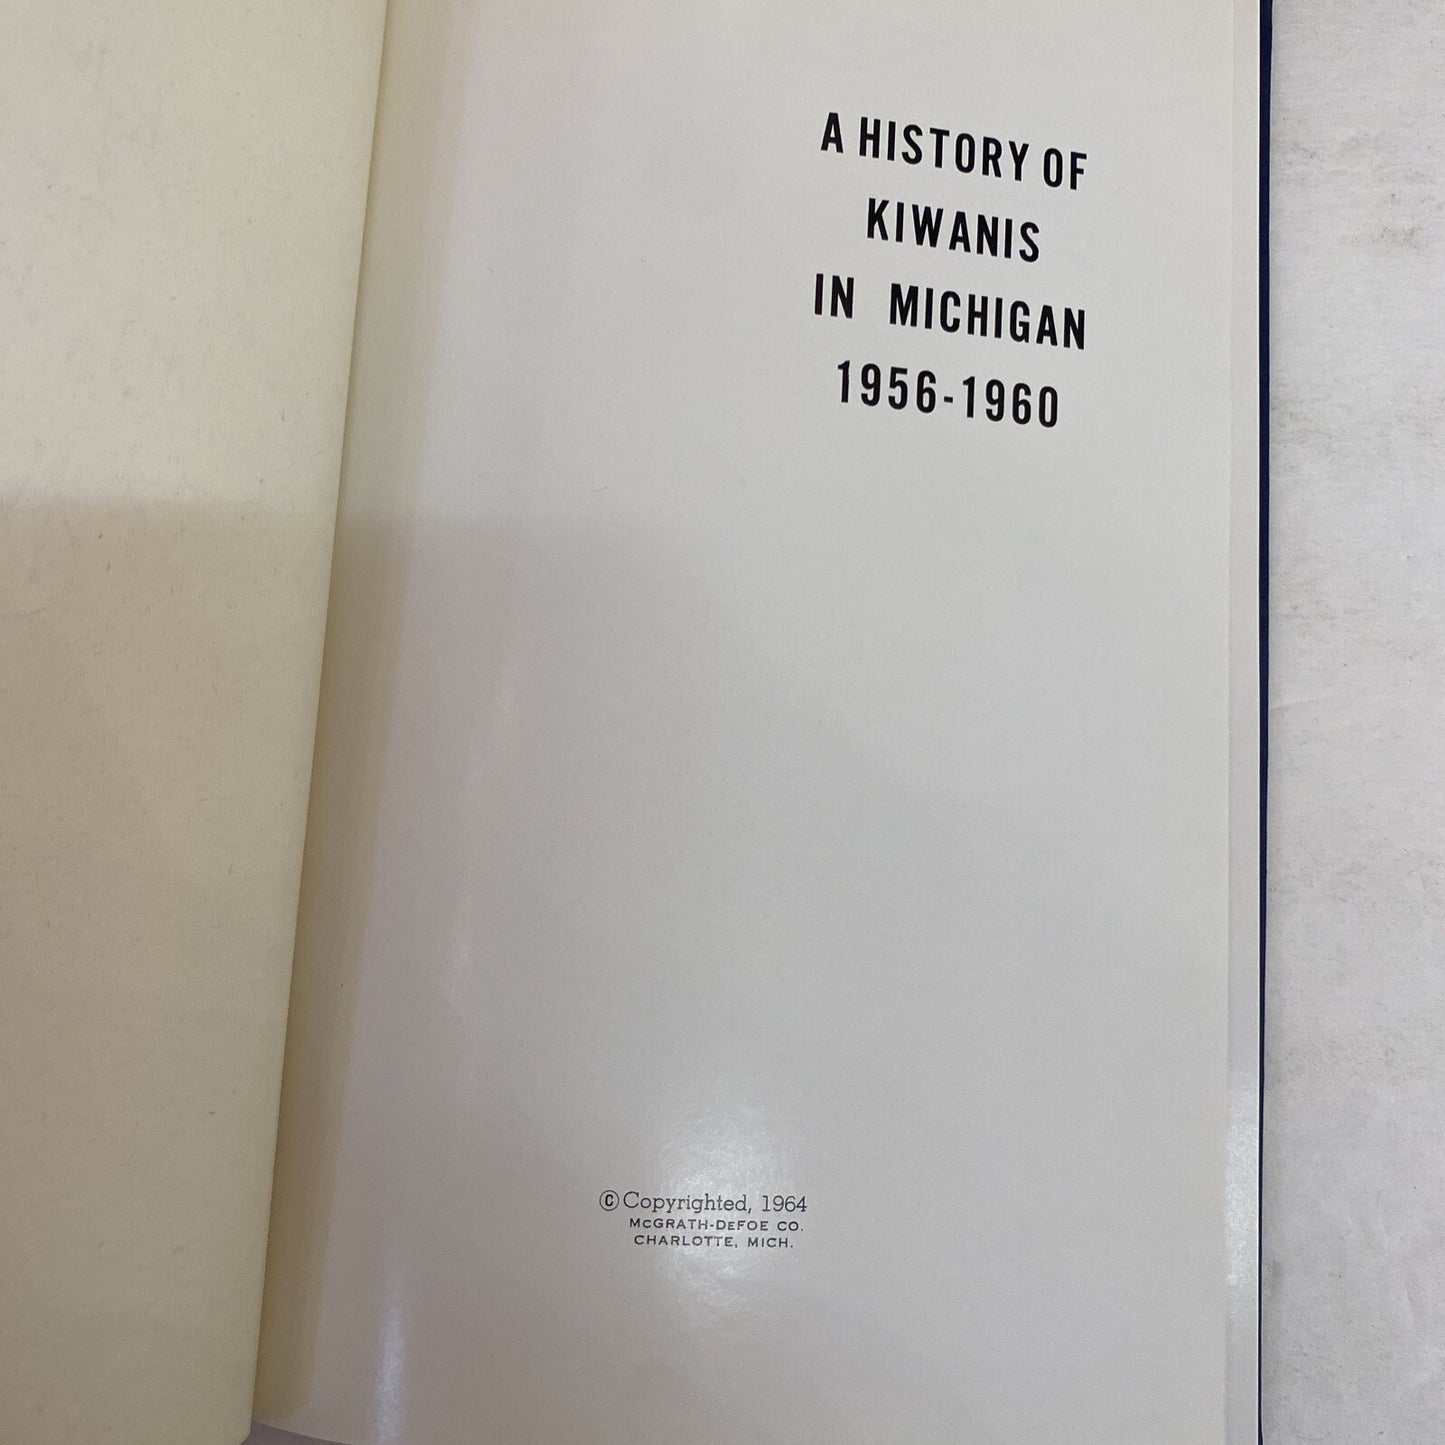 A HISTORY OF
KIWANIS
IN MICHIGAN
1956-1960
©Copyrighted, 1964
McGRATH-DeFOE CO.
CHARLOTTE, MICH.